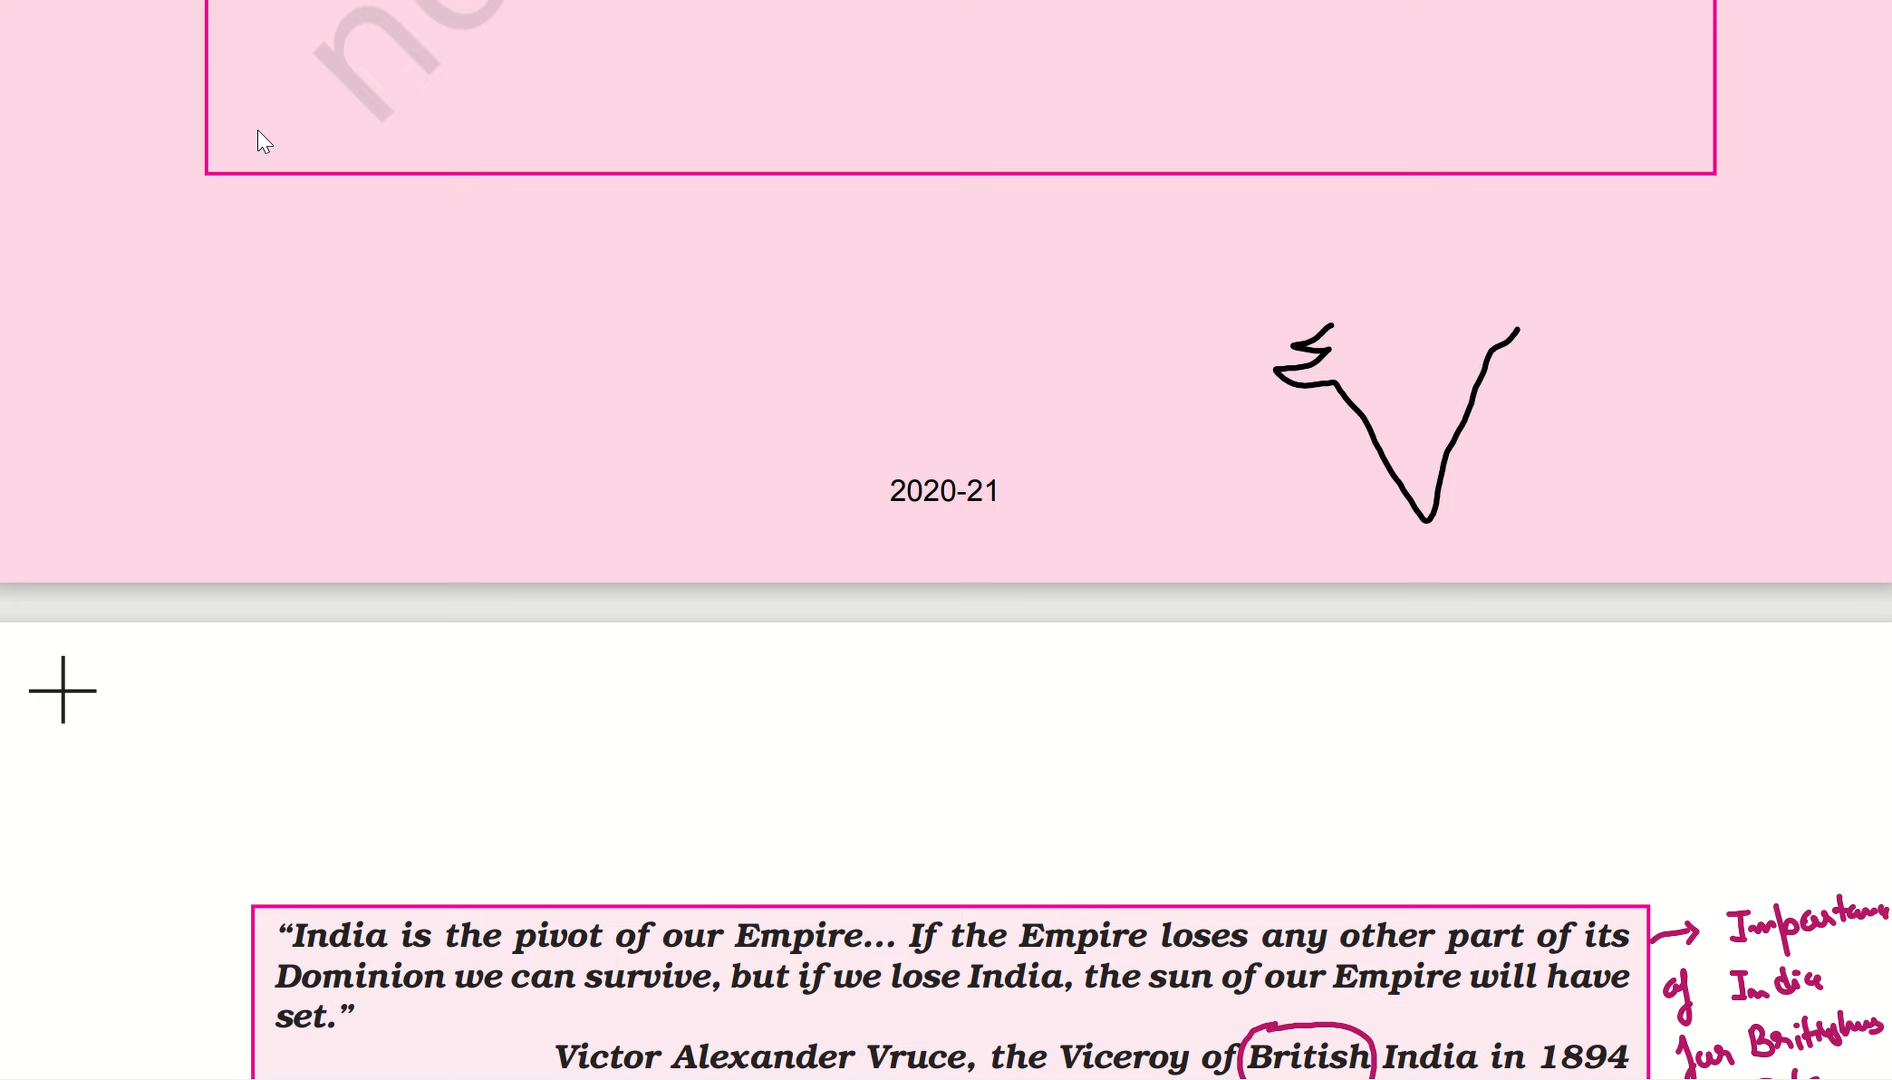 2020-21
“India is the pivot of our Empire... If the Empire loses any other part of its
Dominion we can survive, but if we lose India, the sun of our Empire will have
set.”
Victor Alexander Vruce, the Viceroy of British India in 1894
→ Importance
of India
for